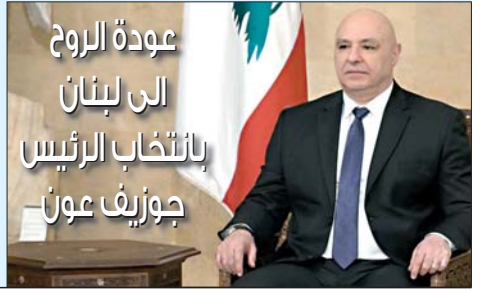 عودة الروح
الى لبنان
بانتخاب الرئيس
جوزيف عون